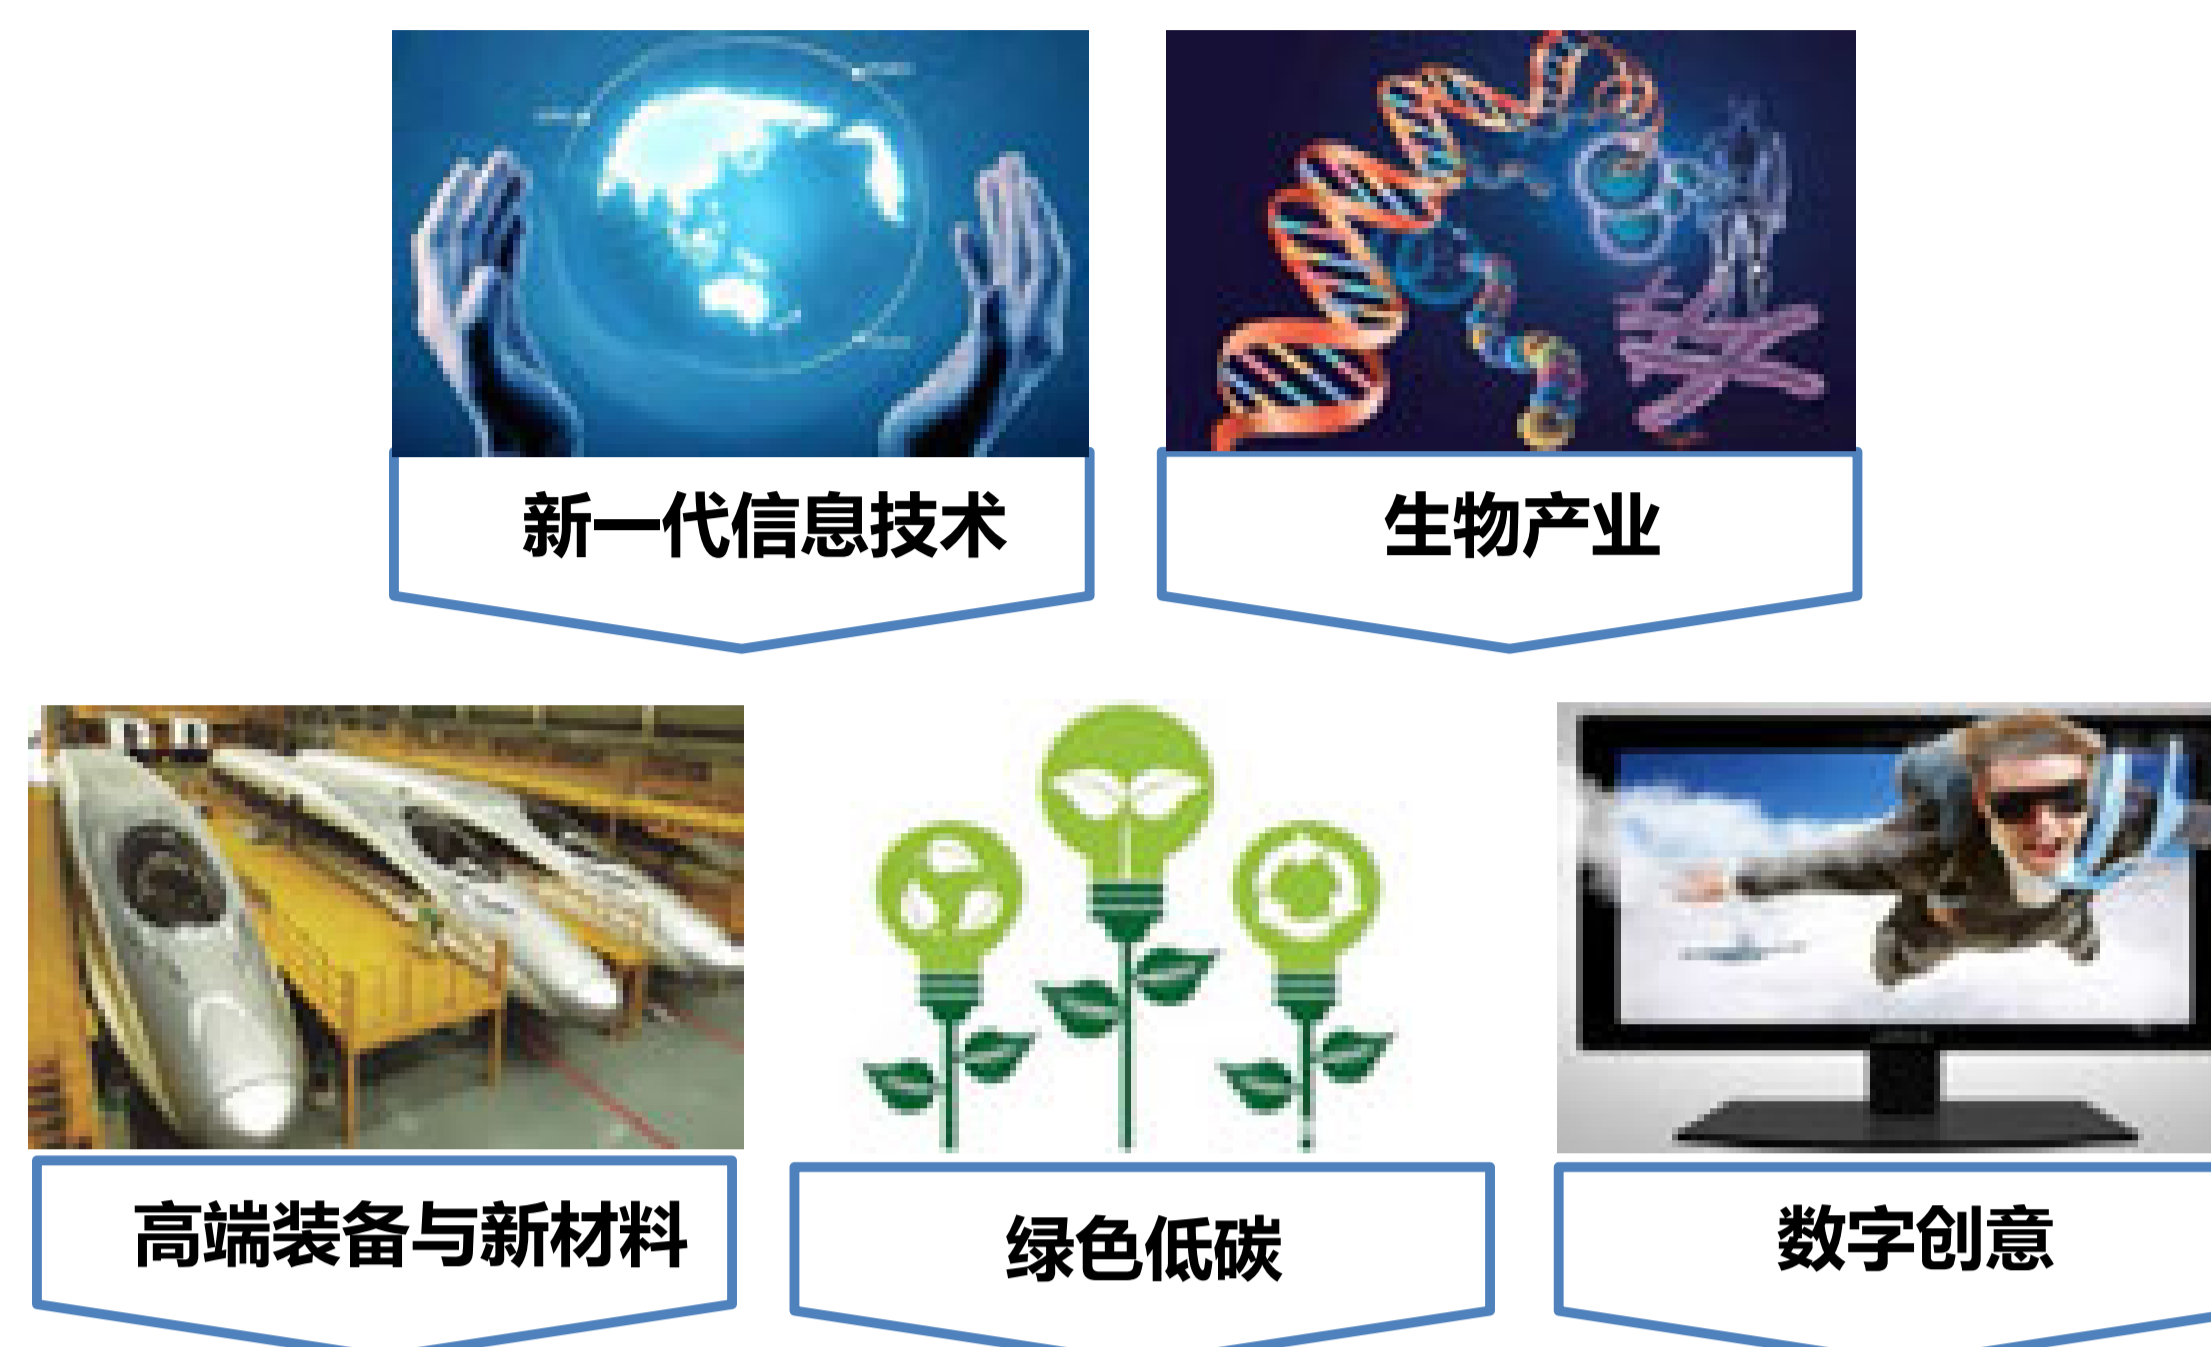 新一代信息技术
生物产业
高端装备与新材料
绿色低碳
数字创意